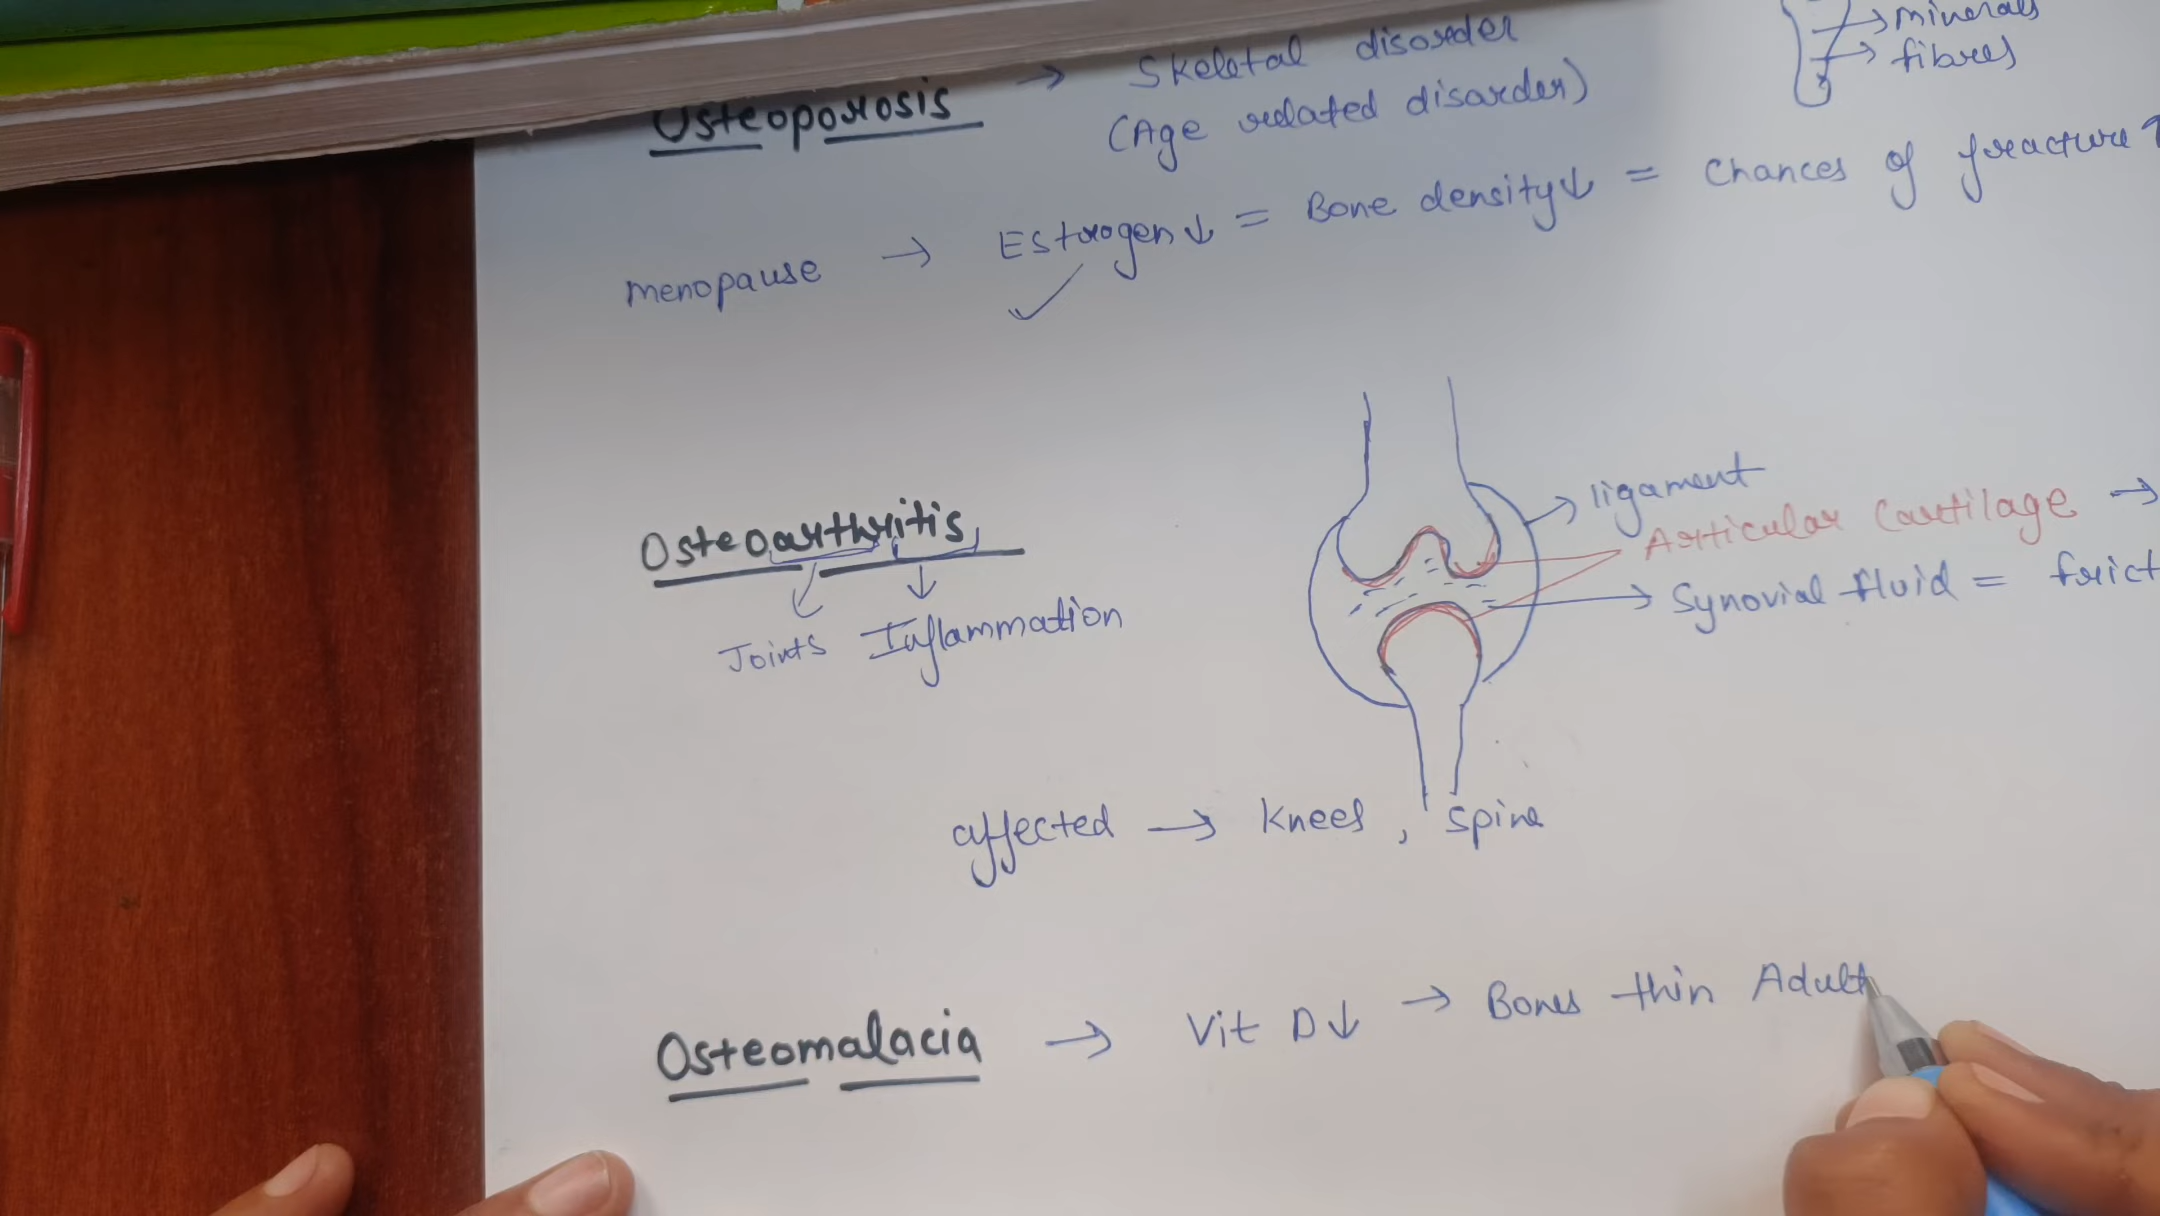 minerals
fibres
Osteoporosis → Skeletal disorder
(Age related disarder)
menopause → Estrogen↓ = Bone density↓ = Chances of fracture↑
ligament
Articular Cartilage →
Osteoarthritis
Synovial fluid = frict
Joints Inflammation
affected → knees, spine
Osteomalacia → Vit D↓ → Bones thin Adult